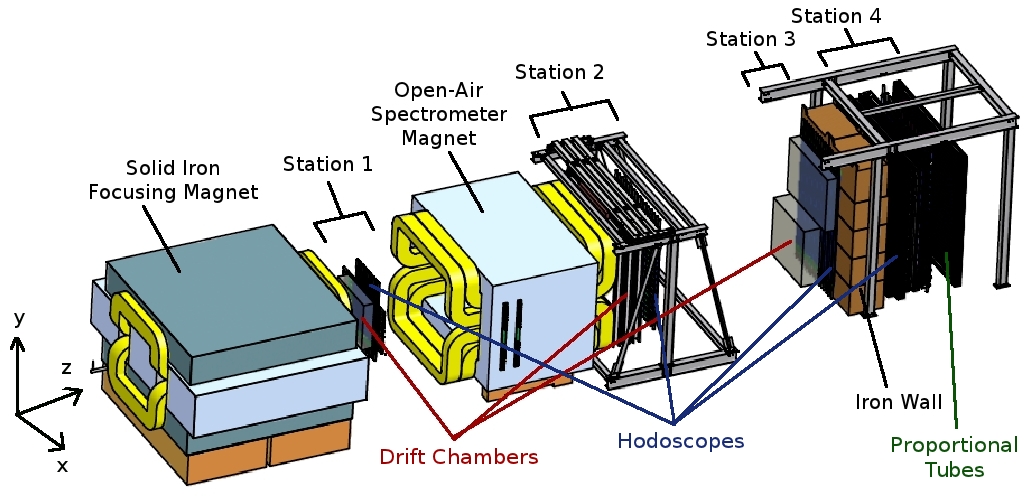 Station 4
Station 3
Station 2
Open-Air
Spectrometer
Magnet
Station 1
Solid Iron
Focusing Magnet
y
z
x
Iron Wall
Hodoscopes
Drift Chambers
Proportional
Tubes